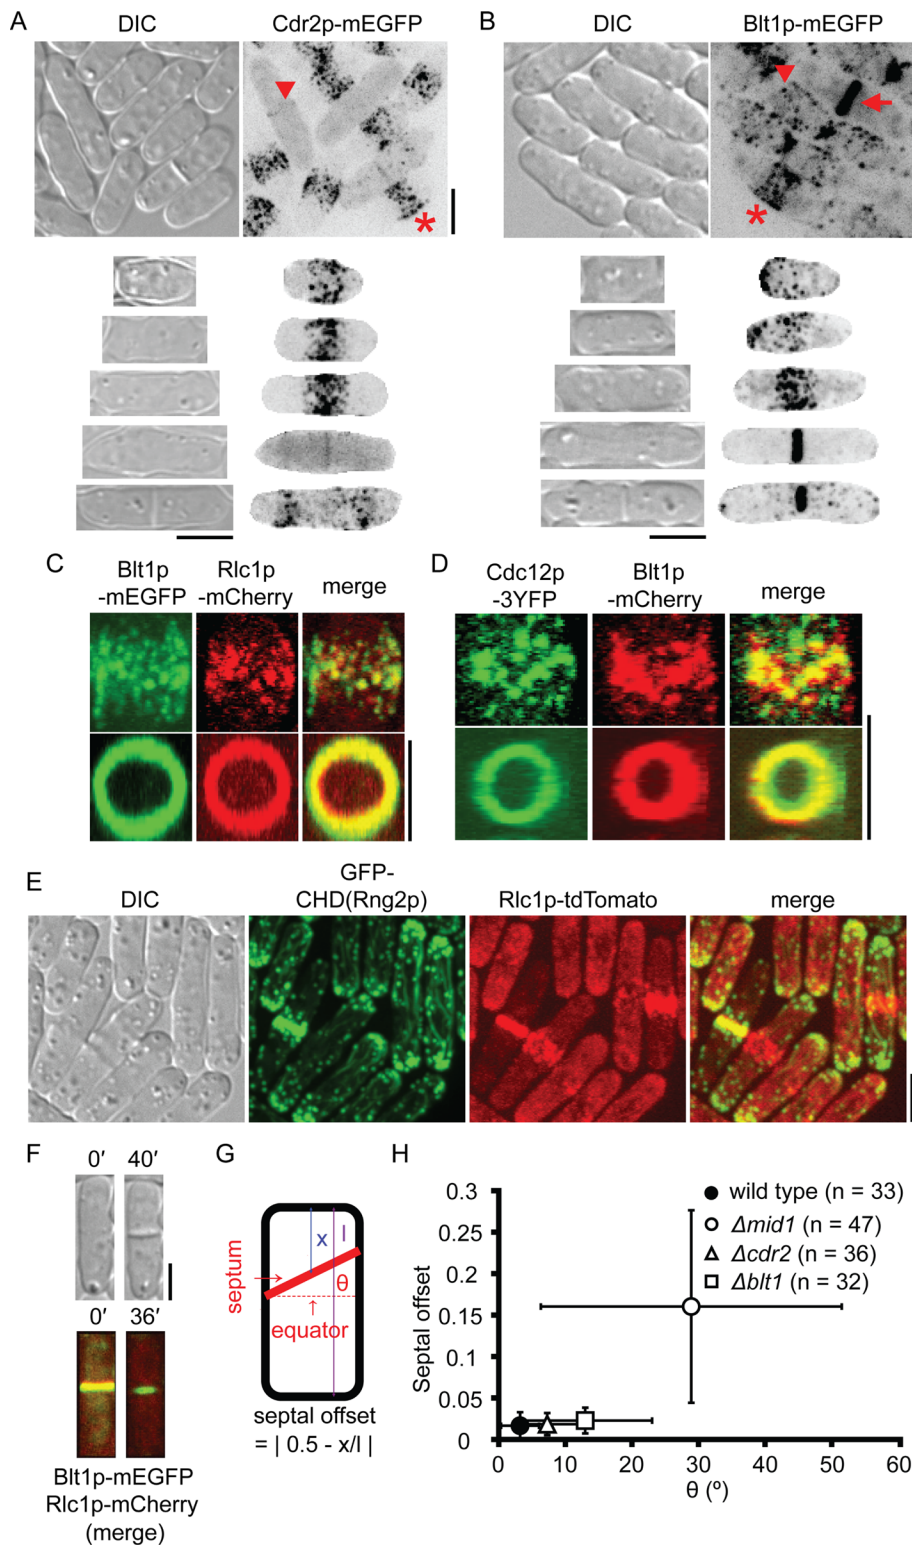 A
DIC
Cdr2p-mEGFP
*
B
DIC
Blt1p-mEGFP
*
C
Blt1p
-mEGFP
Rlc1p
-mCherry
merge
D
Cdc12p
-3YFP
Blt1p
-mCherry
merge
E
DIC
GFP-
CHD(Rng2p)
Rlc1p-tdTomato
merge
F
0′
40′
0′
36′
Blt1p-mEGFP
Rlc1p-mCherry
(merge)
G
x
l
θ
septum
equator
septal offset
= | 0.5 - x/l |
H
Septal offset
0.3
0.25
0.2
0.15
0.1
0.05
0
0
10
20
30
40
50
60
θ (º)
wild type (n = 33)
Δmid1 (n = 47)
Δcdr2 (n = 36)
Δblt1 (n = 32)